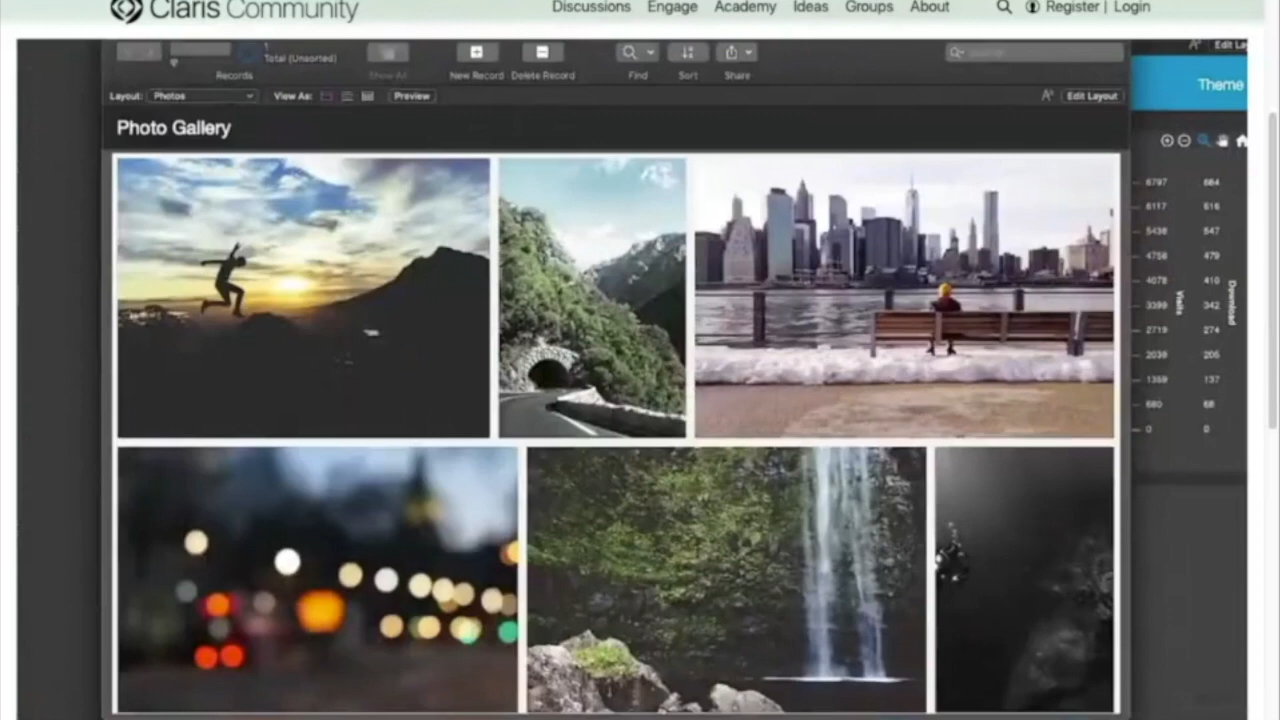 Claris Community
Discussions Engage Academy Ideas Groups About Register | Login
Total (Unsorted)
Records
Show All
New Record Delete Record
Find
Sort
Share
Edit La
Layout: Photos
View As:
Preview
Edit Layout
Theme
Photo Gallery
6797 684
6117 616
5438 547
4758 479
4078 410
3399 342
2719 274
2039 205
1359 137
680 68
0 0
Visits
Download